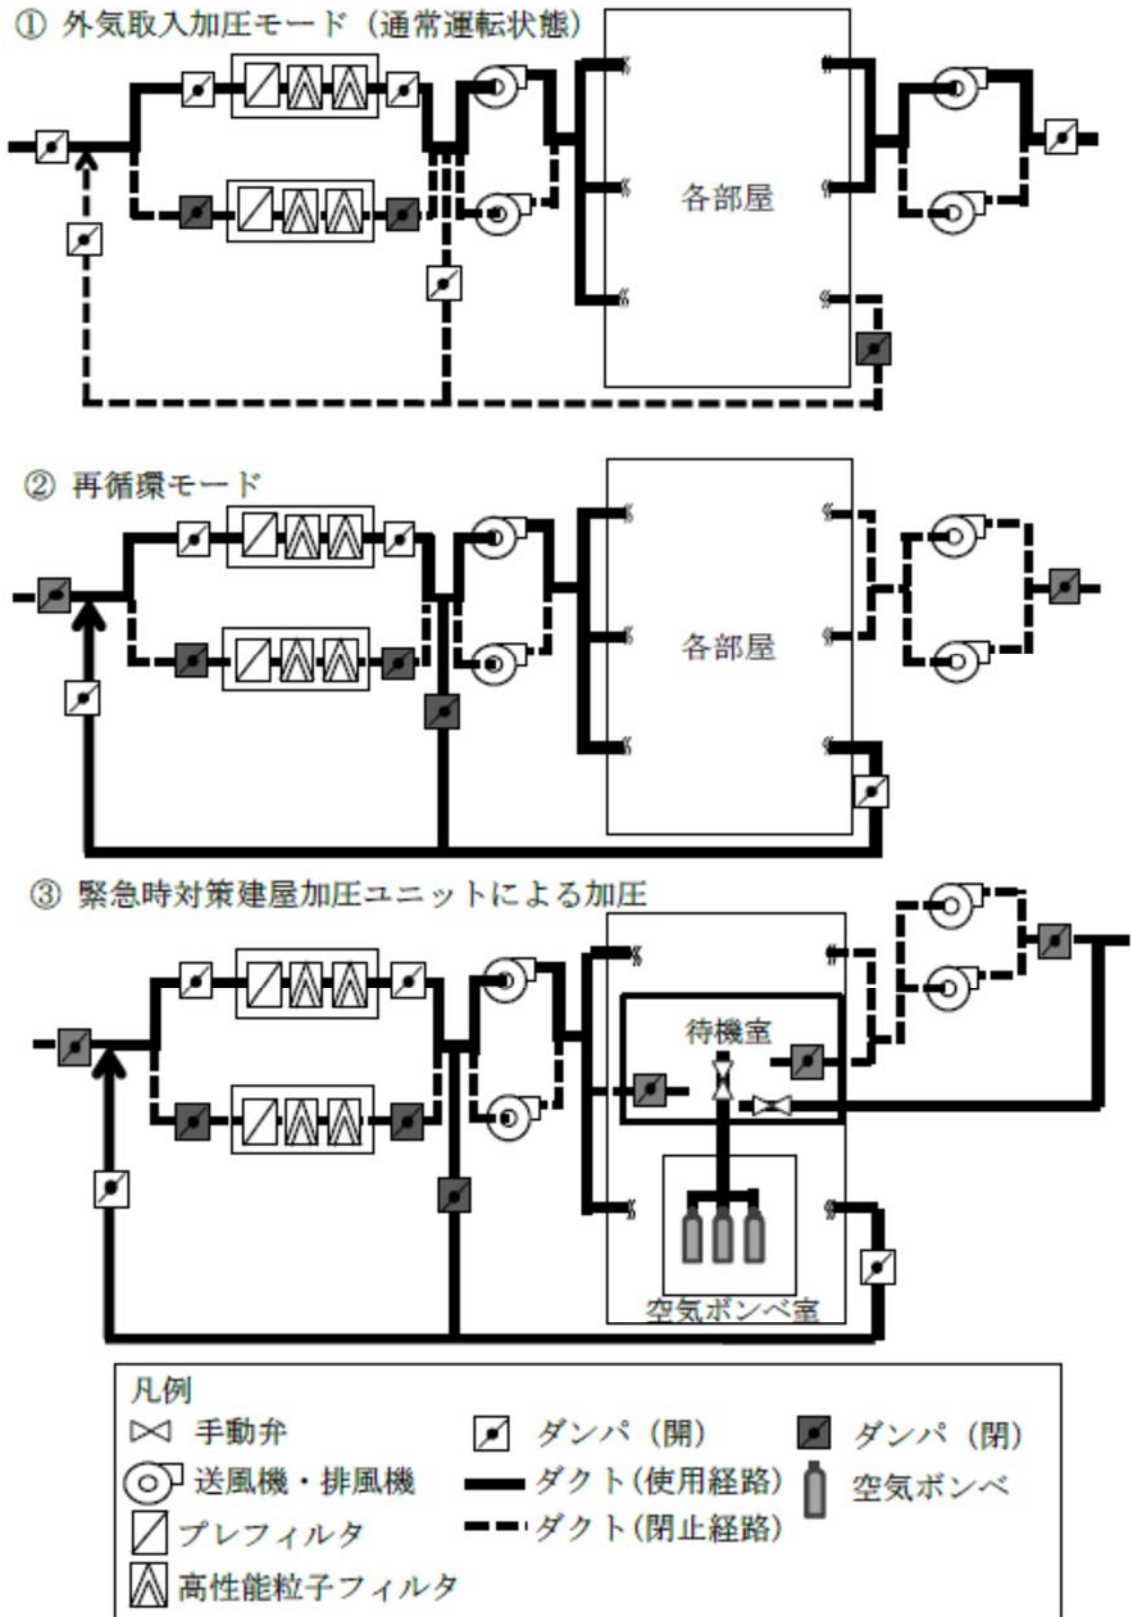 ① 外気取入加圧モード（通常運転状態）
各部屋
② 再循環モード
各部屋
③ 緊急時対策建屋加圧ユニットによる加圧
待機室
空気ボンベ室
凡例
手動弁
ダンパ（開）
ダンパ（閉）
送風機・排風機
ダクト(使用経路)
空気ボンベ
プレフィルタ
ダクト(閉止経路)
高性能粒子フィルタ